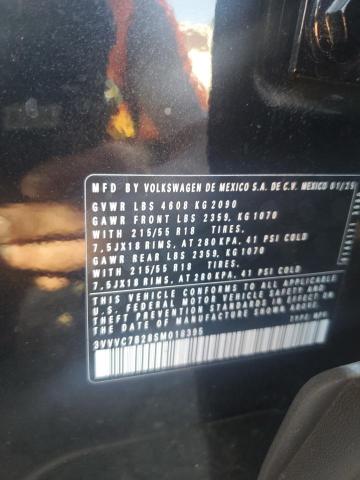 MFD BY VOLKSWAGEN DE MEXICO S.A. DE C.V. MEXICO 01/25
GVWR LBS 4608 KG 2090
GAWR FRONT LBS 2359, KG 1070
WITH 215/55 R18 TIRES,
7.5JX18 RIMS, AT 280 KPA, 41 PSI COLD
GAWR REAR LBS 2359, KG 1070
WITH 215/55 R18 TIRES,
7.5JX18 RIMS, AT 280 KPA, 41 PSI COLD
THIS VEHICLE CONFORMS TO ALL APPLICABLE
U.S. FEDERAL MOTOR VEHICLE SAFETY AND
THEFT PREVENTION STANDARDS IN EFFECT ON
THE DATE OF MANUFACTURE SHOWN ABOVE.
TYPE: MPV